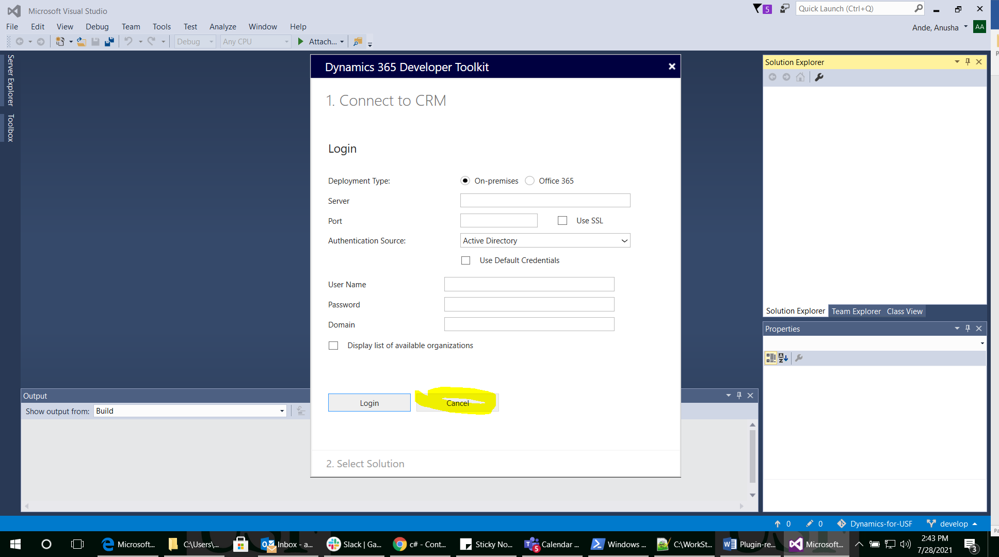 Microsoft Visual Studio
5
Quick Launch (Ctrl+Q)
File Edit View Debug Team Tools Test Analyze Window Help
Ande, Anusha AA
Debug Any CPU Attach...
Server Explorer
Toolbox
Dynamics 365 Developer Toolkit
1. Connect to CRM
Login
Deployment Type: On-premises Office 365
Server
Port Use SSL
Authentication Source: Active Directory
Use Default Credentials
User Name
Password
Domain
Display list of available organizations
Login Cancel
2. Select Solution
Solution Explorer
Solution Explorer Team Explorer Class View
Properties
Output
Show output from: Build
0 0 Dynamics-for-USF develop
Microsoft... C:\Users\... Inbox - a... Slack | Ga... c# - Cont... Sticky No... Calendar ... 5 Windows ... C:\WorkSt... Plugin-re... Microsoft...
2:43 PM
7/28/2021
3